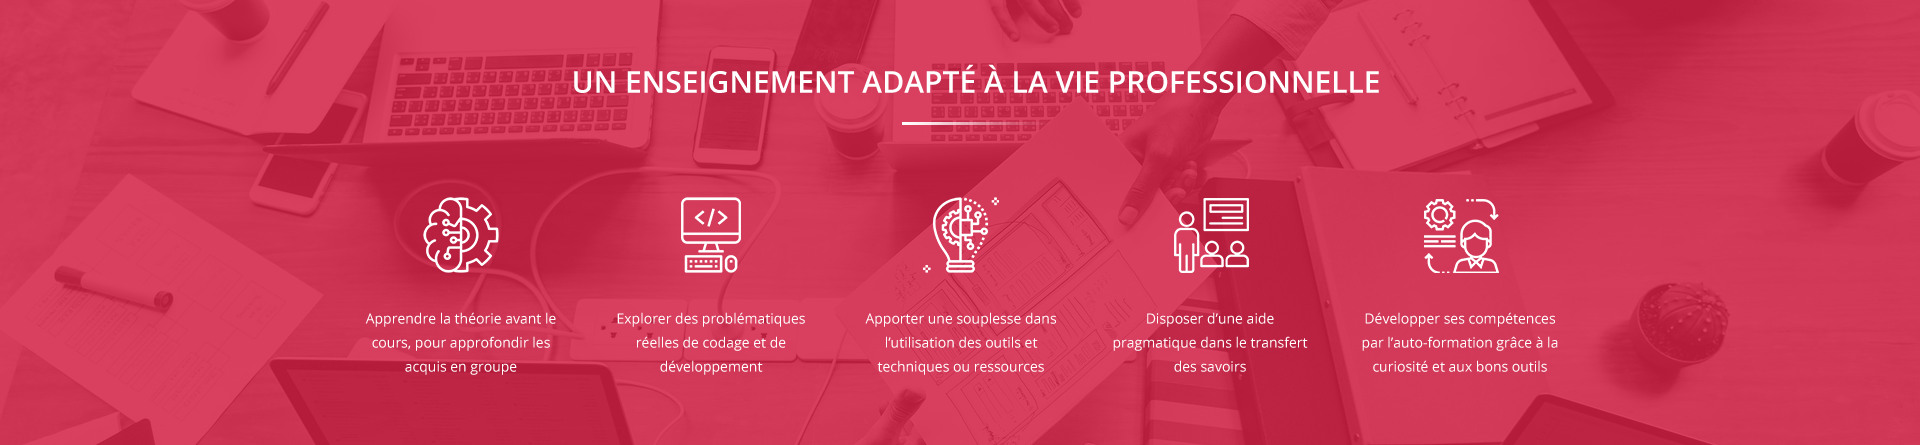 UN ENSEIGNEMENT ADAPTÉ À LA VIE PROFESSIONNELLE
</>
Apprendre la théorie avant le
cours, pour approfondir les
acquis en groupe
Explorer des problématiques
réelles de codage et de
développement
Apporter une souplesse dans
l’utilisation des outils et
techniques ou ressources
Disposer d’une aide
pragmatique dans le transfert
des savoirs
Développer ses compétences
par l’auto-formation grâce à la
curiosité et aux bons outils